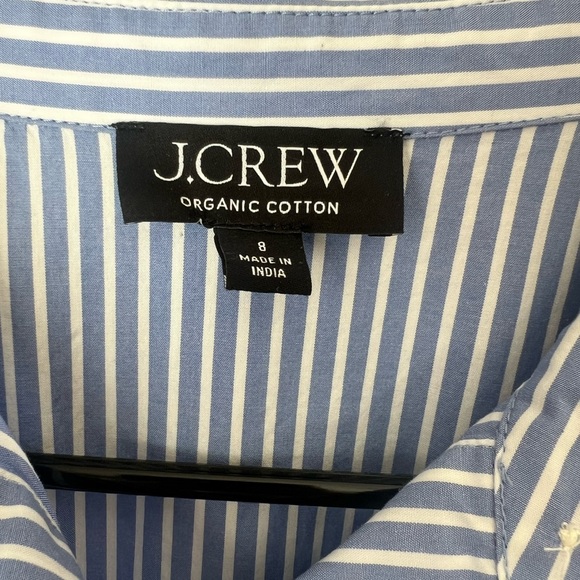 J.CREW
ORGANIC COTTON
8
MADE IN
INDIA